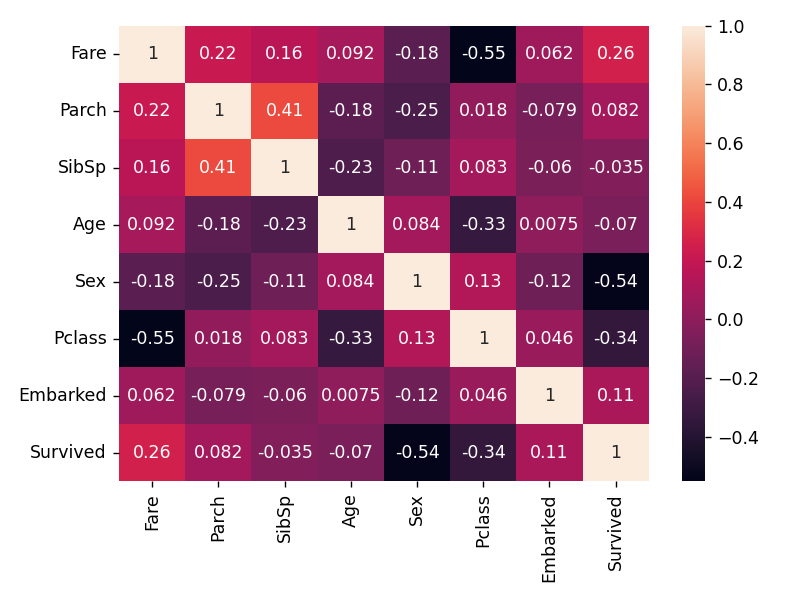 Fare 1 0.22 0.16 0.092 -0.18 -0.55 0.062 0.26
Parch 0.22 1 0.41 -0.18 -0.25 0.018 -0.079 0.082
SibSp 0.16 0.41 1 -0.23 -0.11 0.083 -0.06 -0.035
Age 0.092 -0.18 -0.23 1 0.084 -0.33 0.0075 -0.07
Sex -0.18 -0.25 -0.11 0.084 1 0.13 -0.12 -0.54
Pclass -0.55 0.018 0.083 -0.33 0.13 1 0.046 -0.34
Embarked 0.062 -0.079 -0.06 0.0075 -0.12 0.046 1 0.11
Survived 0.26 0.082 -0.035 -0.07 -0.54 -0.34 0.11 1
Fare Parch SibSp Age Sex Pclass Embarked Survived
1.0
0.8
0.6
0.4
0.2
0.0
−0.2
−0.4